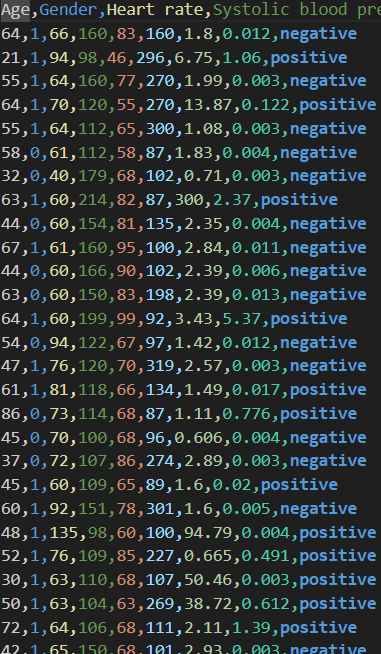 Age,Gender,Heart rate,Systolic blood pre
64,1,66,160,83,160,1.8,0.012,negative
21,1,94,98,46,296,6.75,1.06,positive
55,1,64,160,77,270,1.99,0.003,negative
64,1,70,120,55,270,13.87,0.122,positive
55,1,64,112,65,300,1.08,0.003,negative
58,0,61,112,58,87,1.83,0.004,negative
32,0,40,179,68,102,0.71,0.003,negative
63,1,60,214,82,87,300,2.37,positive
44,0,60,154,81,135,2.35,0.004,negative
67,1,61,160,95,100,2.84,0.011,negative
44,0,60,166,90,102,2.39,0.006,negative
63,0,60,150,83,198,2.39,0.013,negative
64,1,60,199,99,92,3.43,5.37,positive
54,0,94,122,67,97,1.42,0.012,negative
47,1,76,120,70,319,2.57,0.003,negative
61,1,81,118,66,134,1.49,0.017,positive
86,0,73,114,68,87,1.11,0.776,positive
45,0,70,100,68,96,0.606,0.004,negative
37,0,72,107,86,274,2.89,0.003,negative
45,1,60,109,65,89,1.6,0.02,positive
60,1,92,151,78,301,1.6,0.005,negative
48,1,135,98,60,100,94.79,0.004,positive
52,1,76,109,85,227,0.665,0.491,positive
30,1,63,110,68,107,50.46,0.003,positive
50,1,63,104,63,269,38.72,0.612,positive
72,1,64,106,68,111,2.11,1.39,positive
42,1,65,150,68,101,2.93,0.003,negative